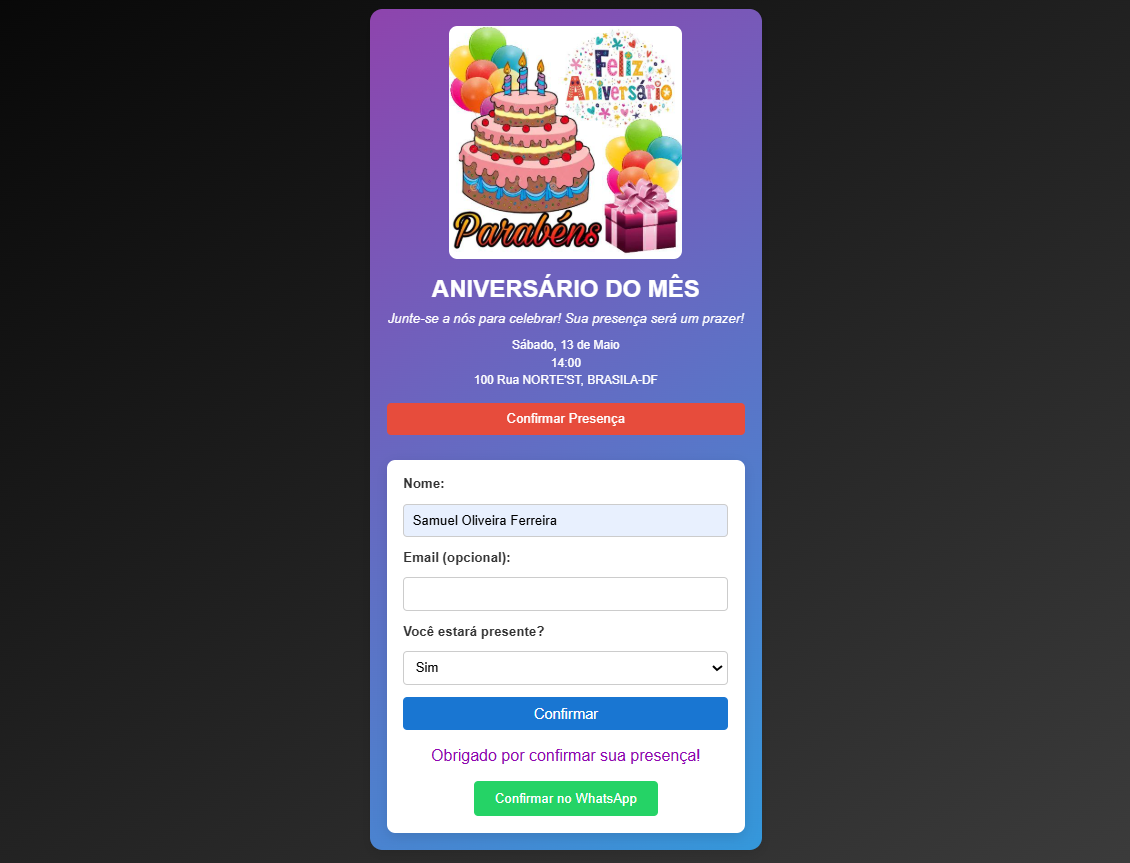 Feliz
Aniversário
Parabéns
ANIVERSÁRIO DO MÊS
Junte-se a nós para celebrar! Sua presença será um prazer!
Sábado, 13 de Maio
14:00
100 Rua NORTE'ST, BRASILA-DF
Confirmar Presença
Nome:
Samuel Oliveira Ferreira
Email (opcional):
Você estará presente?
Sim
Confirmar
Obrigado por confirmar sua presença!
Confirmar no WhatsApp